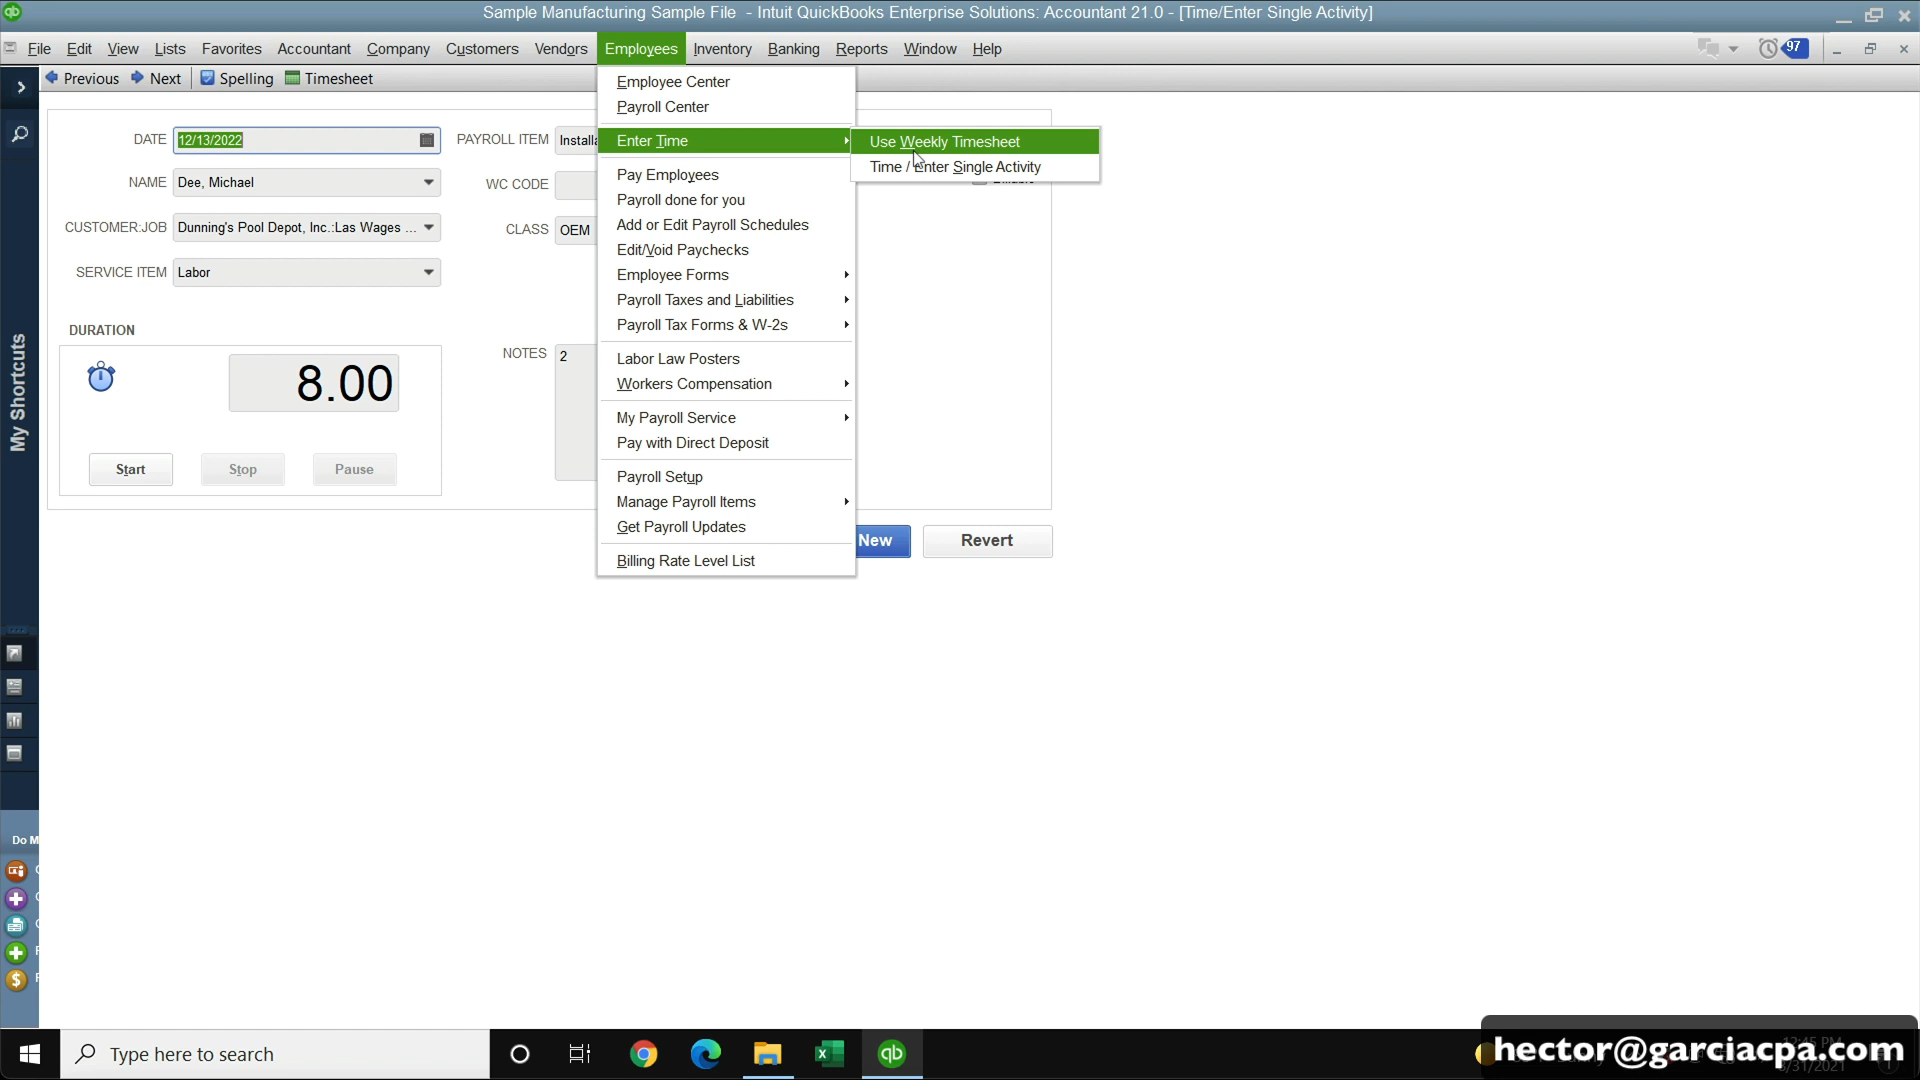 Sample Manufacturing Sample File - Intuit QuickBooks Enterprise Solutions: Accountant 21.0 - [Time/Enter Single Activity]
File Edit View Lists Favorites Accountant Company Customers Vendors Employees Inventory Banking Reports Window Help 97
Previous Next Spelling Timesheet
Employee Center
Payroll Center
Enter Time
Use Weekly Timesheet
Time / Enter Single Activity
Pay Employees
Payroll done for you
Add or Edit Payroll Schedules
Edit/Void Paychecks
Employee Forms
Payroll Taxes and Liabilities
Payroll Tax Forms & W-2s
Labor Law Posters
Workers Compensation
My Payroll Service
Pay with Direct Deposit
Payroll Setup
Manage Payroll Items
Get Payroll Updates
Billing Rate Level List
DATE 12/13/2022 PAYROLL ITEM
NAME Dee, Michael WC CODE
CUSTOMER:JOB Dunning's Pool Depot, Inc.:Las Wages ... CLASS OEM
SERVICE ITEM Labor
DURATION
NOTES 2
8.00
Start Stop Pause
New Revert
My Shortcuts
Type here to search
hector@garciacpa.com